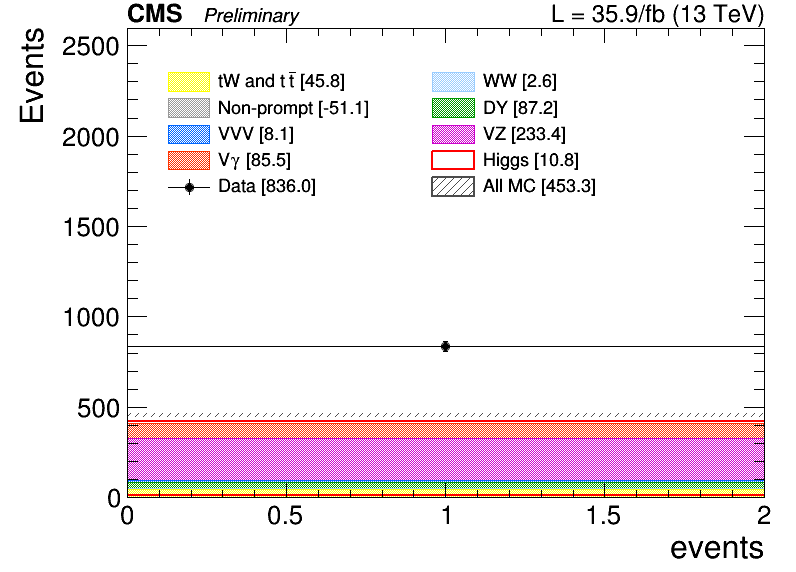 CMS Preliminary L = 35.9/fb (13 TeV)
Events
2500
2000
1500
1000
500
0
tW and t t̄ [45.8]
Non-prompt [-51.1]
VVV [8.1]
Vγ [85.5]
Data [836.0]
WW [2.6]
DY [87.2]
VZ [233.4]
Higgs [10.8]
All MC [453.3]
0 0.5 1 1.5 2
events